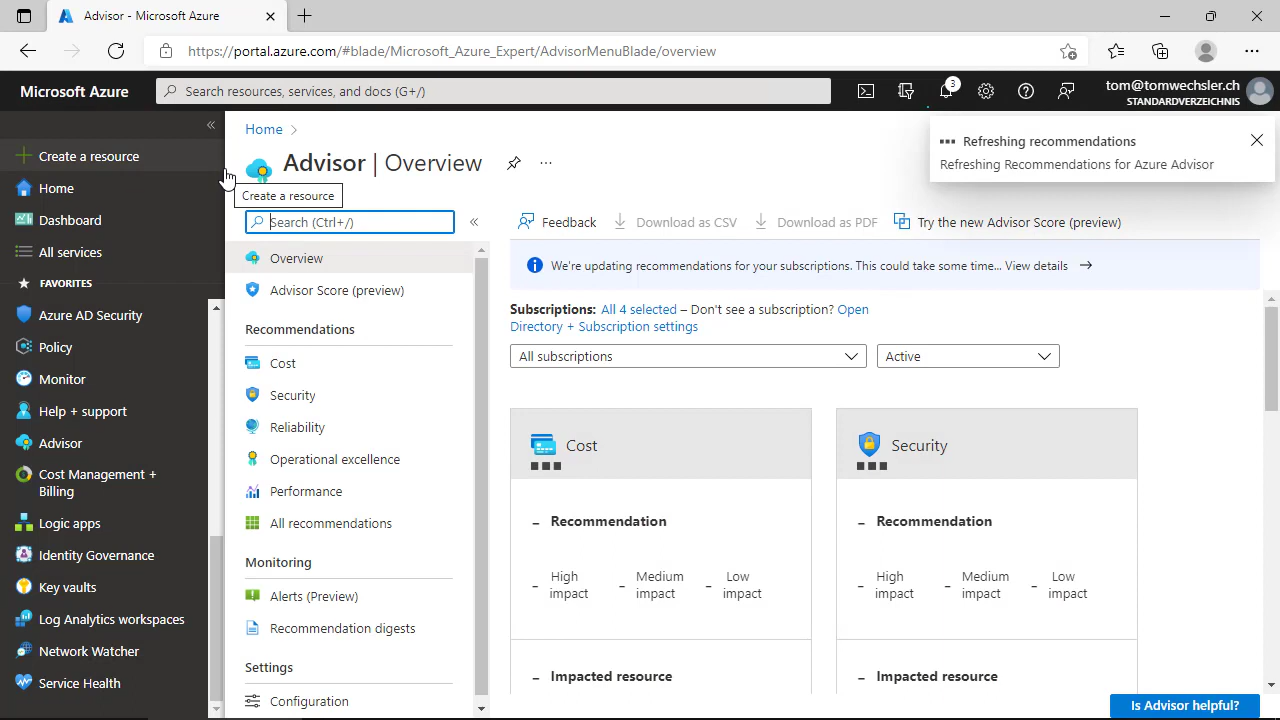 Advisor - Microsoft Azure
https://portal.azure.com/#blade/Microsoft_Azure_Expert/AdvisorMenuBlade/overview
Microsoft Azure
Search resources, services, and docs (G+/)
3
tom@tomwechsler.ch
STANDARDVERZEICHNIS
Create a resource
Home
Dashboard
All services
FAVORITES
Azure AD Security
Policy
Monitor
Help + support
Advisor
Cost Management +
Billing
Logic apps
Identity Governance
Key vaults
Log Analytics workspaces
Network Watcher
Service Health
Home
Advisor | Overview
Create a resource
Search (Ctrl+/)
Overview
Advisor Score (preview)
Recommendations
Cost
Security
Reliability
Operational excellence
Performance
All recommendations
Monitoring
Alerts (Preview)
Recommendation digests
Settings
Configuration
Refreshing recommendations
Refreshing Recommendations for Azure Advisor
Feedback
Download as CSV
Download as PDF
Try the new Advisor Score (preview)
We're updating recommendations for your subscriptions. This could take some time... View details
Subscriptions: All 4 selected – Don't see a subscription? Open
Directory + Subscription settings
All subscriptions
Active
Cost
- Recommendation
- High impact
- Medium impact
- Low impact
- Impacted resource
Security
- Recommendation
- High impact
- Medium impact
- Low impact
- Impacted resource
Is Advisor helpful?